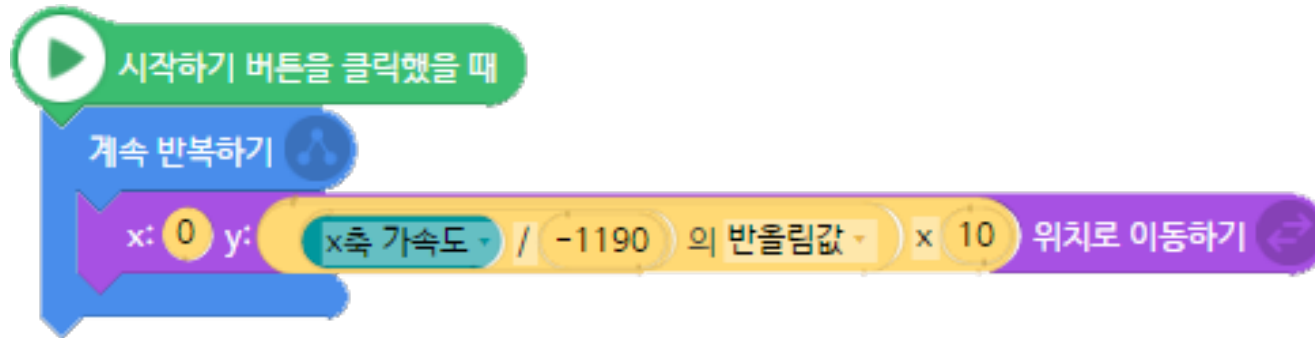 시작하기 버튼을 클릭했을 때
계속 반복하기
x: 0 y: x축 가속도 / -1190 의 반올림값 x 10 위치로 이동하기